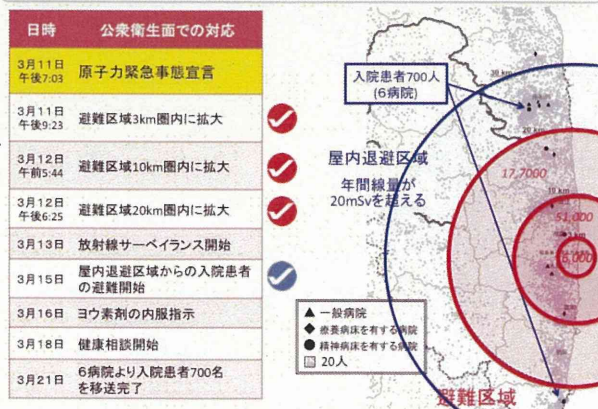 日時 公衆衛生面での対応
3月11日
午後7:03
原子力緊急事態宣言
3月11日
午後9:23
避難区域3km圏内に拡大
3月12日
午前5:44
避難区域10km圏内に拡大
3月12日
午後6:25
避難区域20km圏内に拡大
3月13日 放射線サーベイランス開始
3月15日
屋内退避区域からの入院患者
の避難開始
3月16日 ヨウ素剤の内服指示
3月18日 健康相談開始
3月21日
6病院より入院患者700名
を移送完了
入院患者700人
(6病院)
30 km
20 km
屋内退避区域
年間線量が
20mSvを超える
17,7000
10 km
51,000
3 km
6,000
▲ 一般病院
◆ 療養病床を有する病院
● 精神病床を有する病院
20人
避難区域